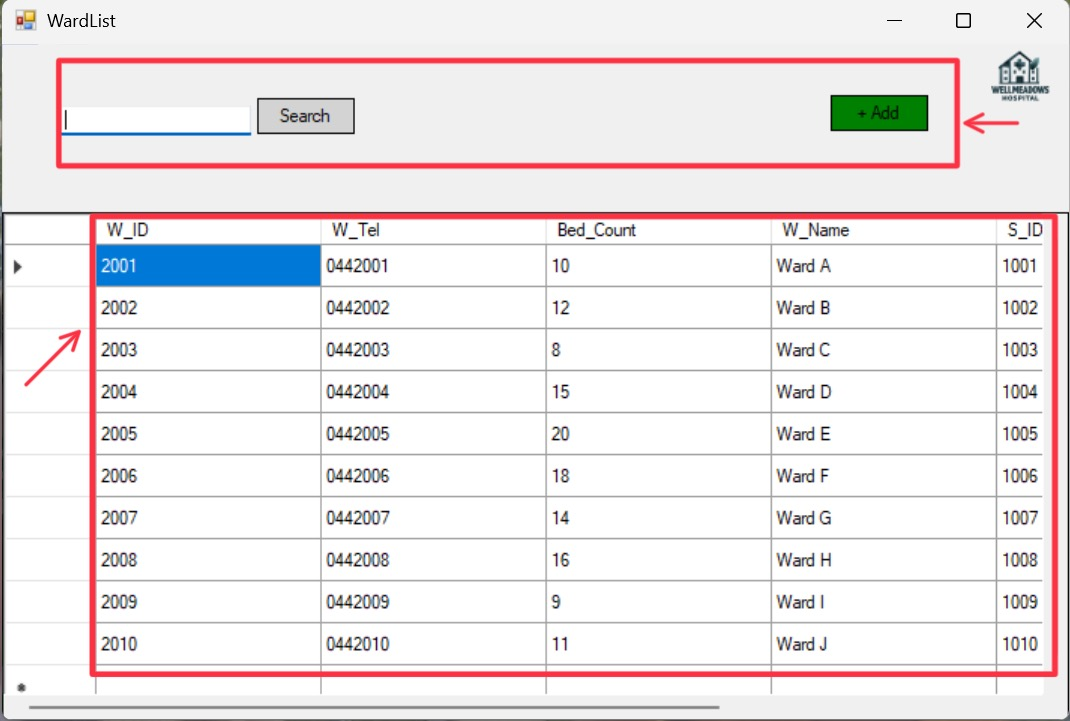 WardList
WELLMEADOWS
HOSPITAL
Search
+ Add
W_ID W_Tel Bed_Count W_Name S_ID
2001 0442001 10 Ward A 1001
2002 0442002 12 Ward B 1002
2003 0442003 8 Ward C 1003
2004 0442004 15 Ward D 1004
2005 0442005 20 Ward E 1005
2006 0442006 18 Ward F 1006
2007 0442007 14 Ward G 1007
2008 0442008 16 Ward H 1008
2009 0442009 9 Ward I 1009
2010 0442010 11 Ward J 1010